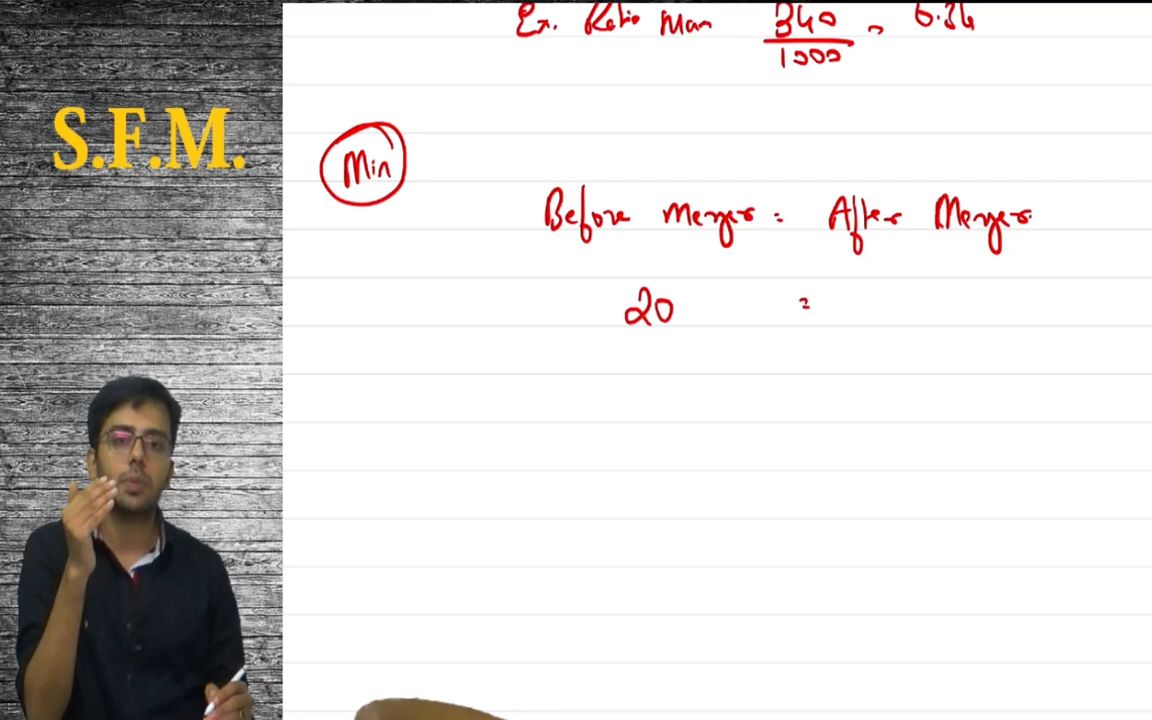 Ex. Ratio Max 340/1000 = 0.34
S.F.M.
Min
Before Merger = After Merger
20 =